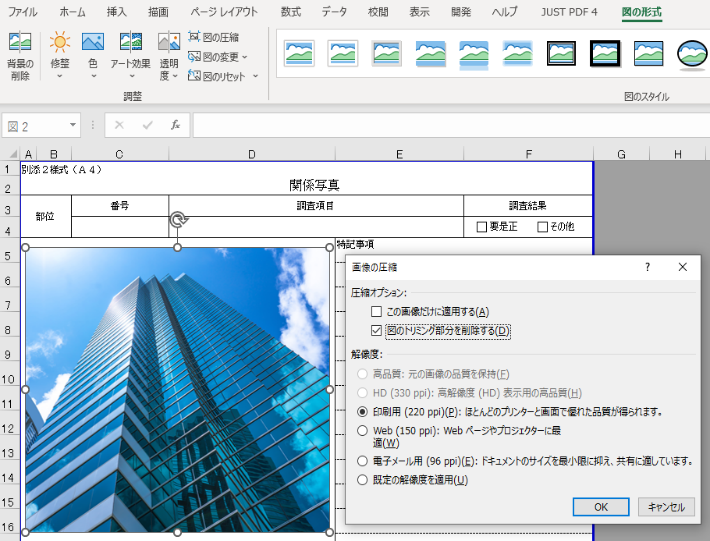 ファイル ホーム 挿入 描画 ページ レイアウト 数式 データ 校閲 表示 開発 ヘルプ JUST PDF 4 図の形式
背景の削除 修整 色 アート効果 透明度 図の圧縮 図の変更 図のリセット
調整 図のスタイル
図 2 fx
A B C D E F G H
1 別添2様式(A4)
2 関係写真
3 部位 番号 調査項目 調査結果
4 要是正 その他
特記事項
5
6
7
8
9
10
11
12
13
14
15
16
画像の圧縮 ?
圧縮オプション:
この画像だけに適用する(A)
図のトリミング部分を削除する(D)
解像度:
高品質: 元の画像の品質を保持(F)
HD (330 ppi): 高解像度 (HD) 表示用の高品質(H)
印刷用 (220 ppi)(P): ほとんどのプリンターと画面で優れた品質が得られます。
Web (150 ppi): Web ページやプロジェクターに最
適(W)
電子メール用 (96 ppi)(E): ドキュメントのサイズを最小限に抑え、共有に適しています。
既定の解像度を適用(U)
OK キャンセル